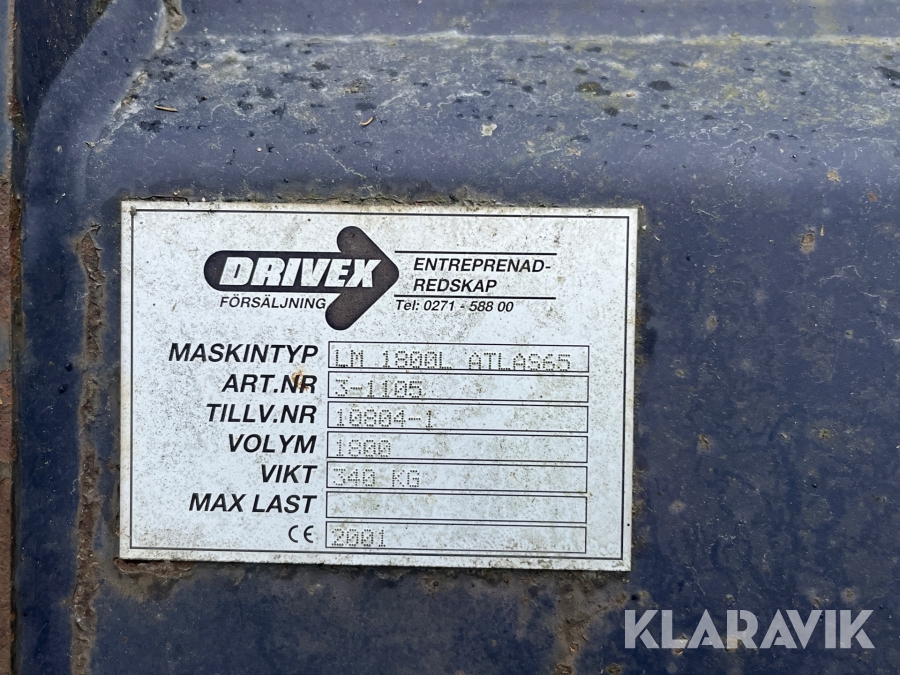 DRIVEX
FÖRSÄLJNING
ENTREPRENAD-
REDSKAP
Tel: 0271 - 588 00
MASKINTYP LM 1800L ATLAS65
ART.NR 3-1105
TILLV.NR 10804-1
VOLYM 1800
VIKT 340 KG
MAX LAST
CE 2001
KLARAVIK